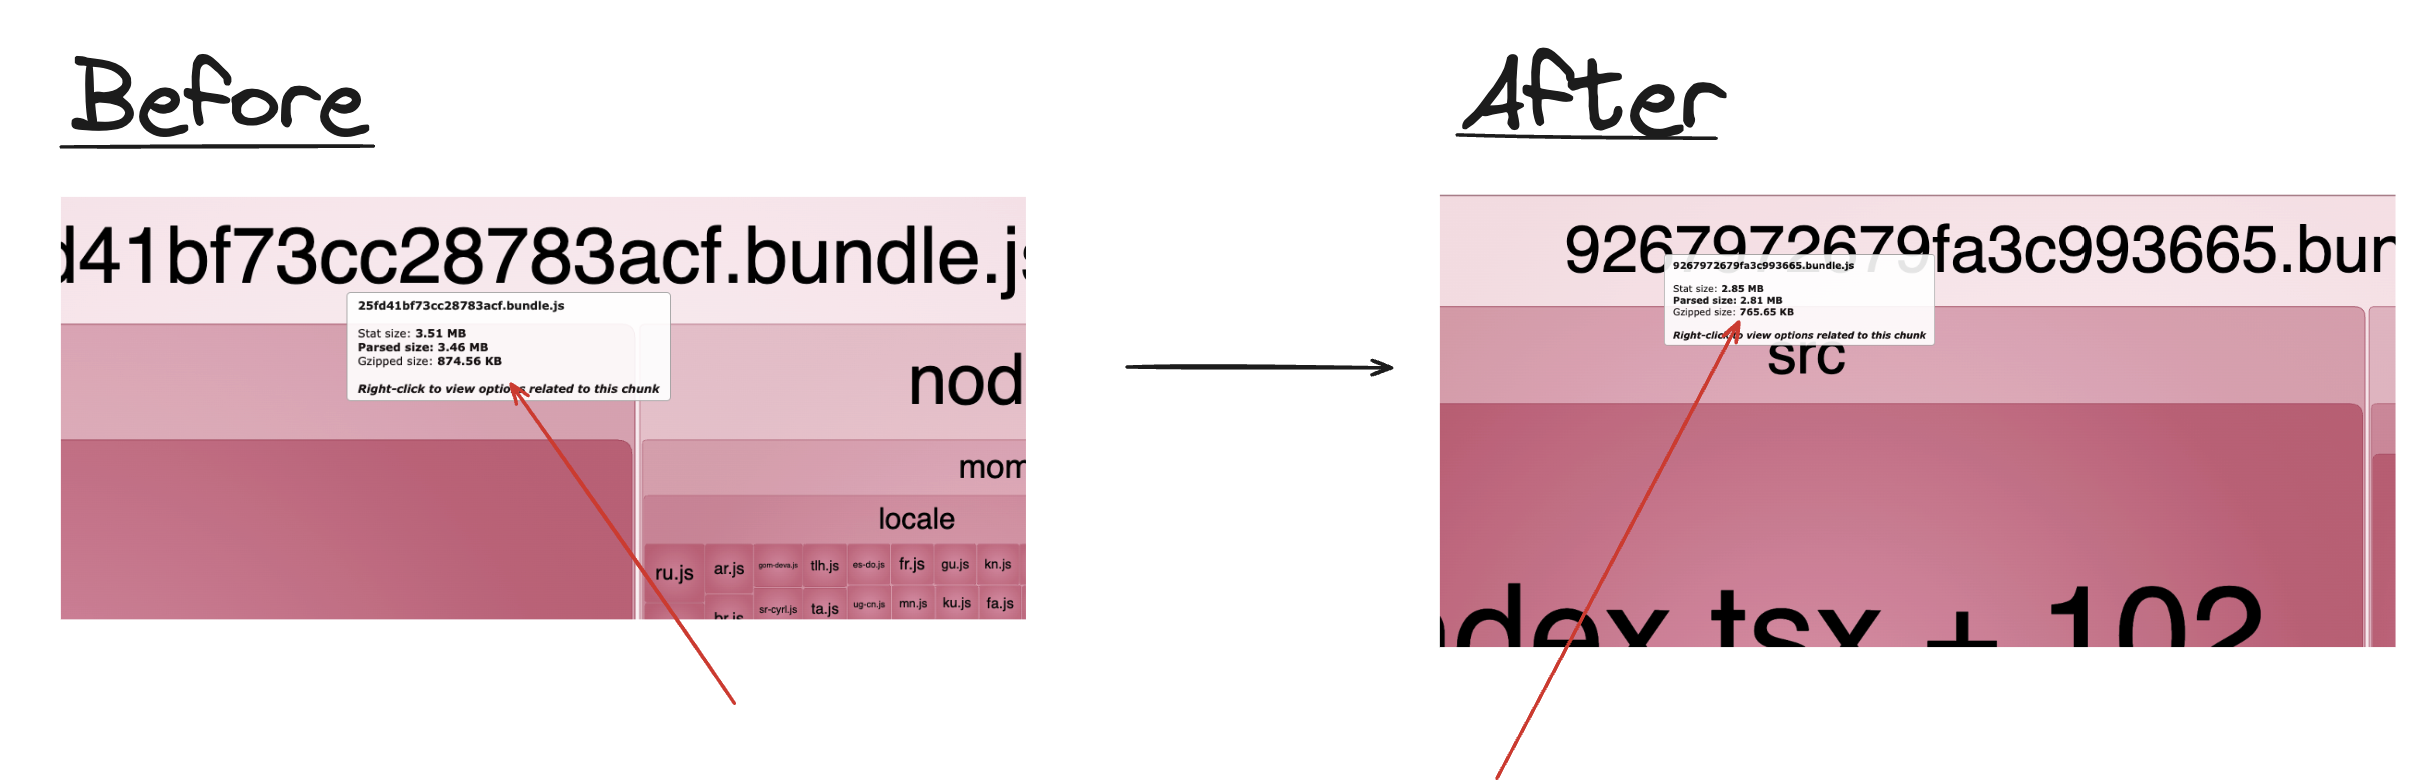 Before
After
d41bf73cc28783acf.bundle.js
25fd41bf73cc28783acf.bundle.js
Stat size: 3.51 MB
Parsed size: 3.46 MB
Gzipped size: 874.56 KB
Right-click to view options related to this chunk
nod
mom
locale
ru.js ar.js gom-deva.js tlh.js es-do.js fr.js gu.js kn.js
br.js sr-cyrl.js ta.js ug-cn.js mn.js ku.js fa.js
9267972679fa3c993665.bun
9267972679fa3c993665.bundle.js
Stat size: 2.85 MB
Parsed size: 2.81 MB
Gzipped size: 765.65 KB
Right-click to view options related to this chunk
src
ndex.tsx + 102